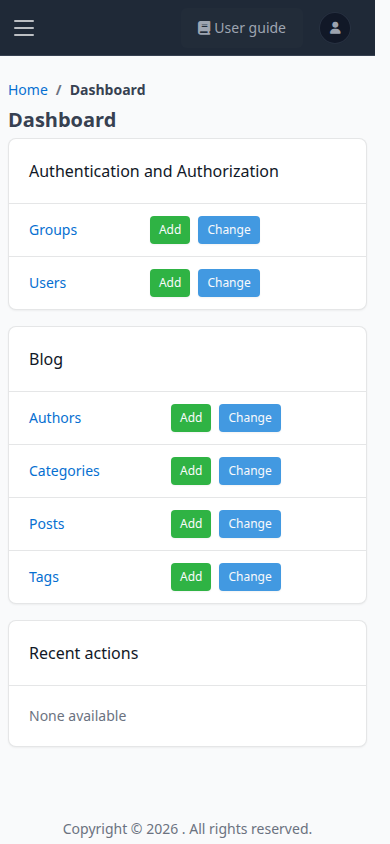 User guide
Home / Dashboard
Dashboard
Authentication and Authorization
Groups Add Change
Users Add Change
Blog
Authors Add Change
Categories Add Change
Posts Add Change
Tags Add Change
Recent actions
None available
Copyright © 2026 . All rights reserved.